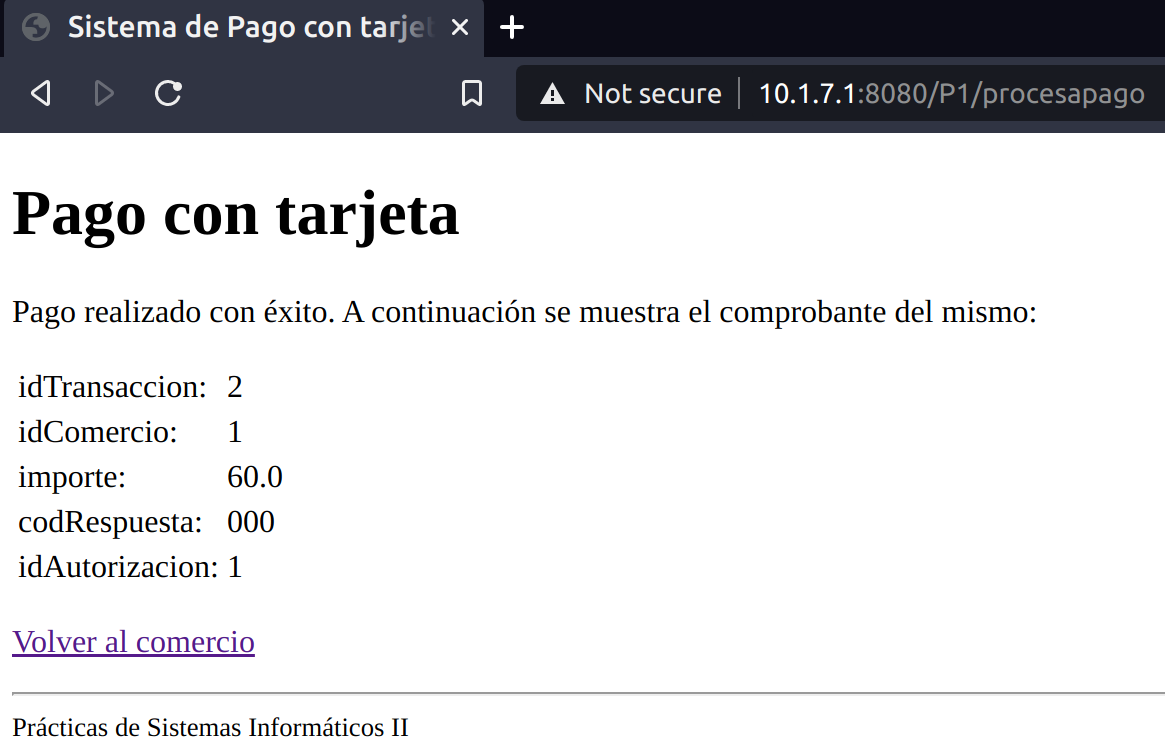 Sistema de Pago con tarjet
Not secure 10.1.7.1:8080/P1/procesapago
Pago con tarjeta
Pago realizado con éxito. A continuación se muestra el comprobante del mismo:
idTransaccion: 2
idComercio: 1
importe: 60.0
codRespuesta: 000
idAutorizacion: 1
Volver al comercio
Prácticas de Sistemas Informáticos II